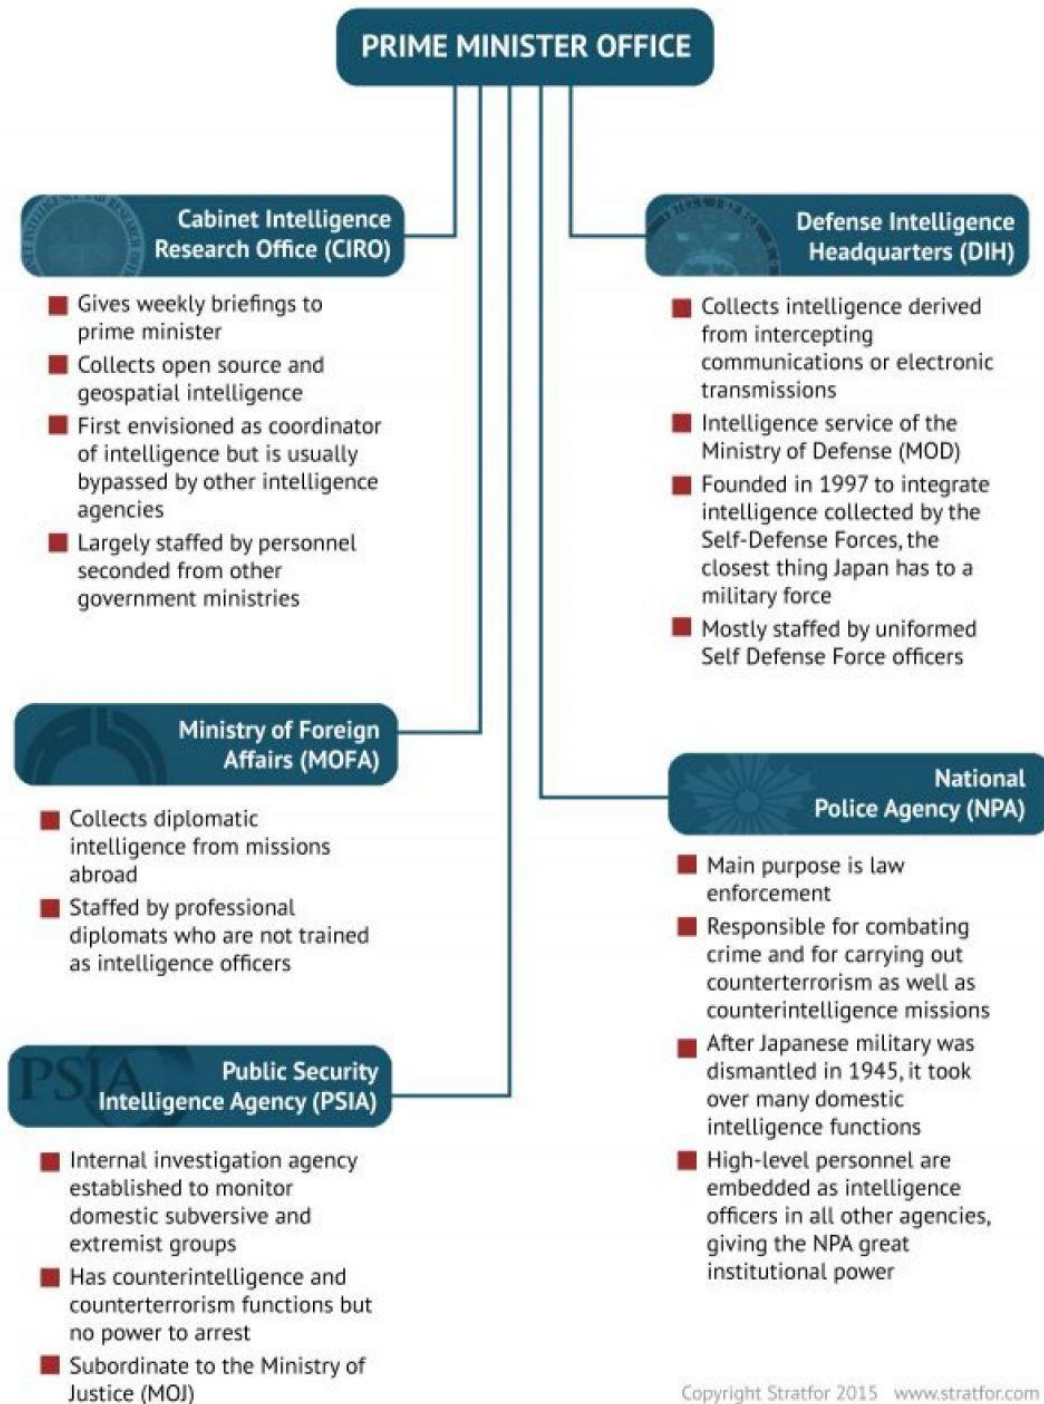 PRIME MINISTER OFFICE
Cabinet Intelligence
Research Office (CIRO)
Gives weekly briefings to
prime minister
Collects open source and
geospatial intelligence
First envisioned as coordinator
of intelligence but is usually
bypassed by other intelligence
agencies
Largely staffed by personnel
seconded from other
government ministries
Ministry of Foreign
Affairs (MOFA)
Collects diplomatic
intelligence from missions
abroad
Staffed by professional
diplomats who are not trained
as intelligence officers
PSIA
Public Security
Intelligence Agency (PSIA)
Internal investigation agency
established to monitor
domestic subversive and
extremist groups
Has counterintelligence and
counterterrorism functions but
no power to arrest
Subordinate to the Ministry of
Justice (MOJ)
Defense Intelligence
Headquarters (DIH)
Collects intelligence derived
from intercepting
communications or electronic
transmissions
Intelligence service of the
Ministry of Defense (MOD)
Founded in 1997 to integrate
intelligence collected by the
Self-Defense Forces, the
closest thing Japan has to a
military force
Mostly staffed by uniformed
Self Defense Force officers
National
Police Agency (NPA)
Main purpose is law
enforcement
Responsible for combating
crime and for carrying out
counterterrorism as well as
counterintelligence missions
After Japanese military was
dismantled in 1945, it took
over many domestic
intelligence functions
High-level personnel are
embedded as intelligence
officers in all other agencies,
giving the NPA great
institutional power
Copyright Stratfor 2015 www.stratfor.com